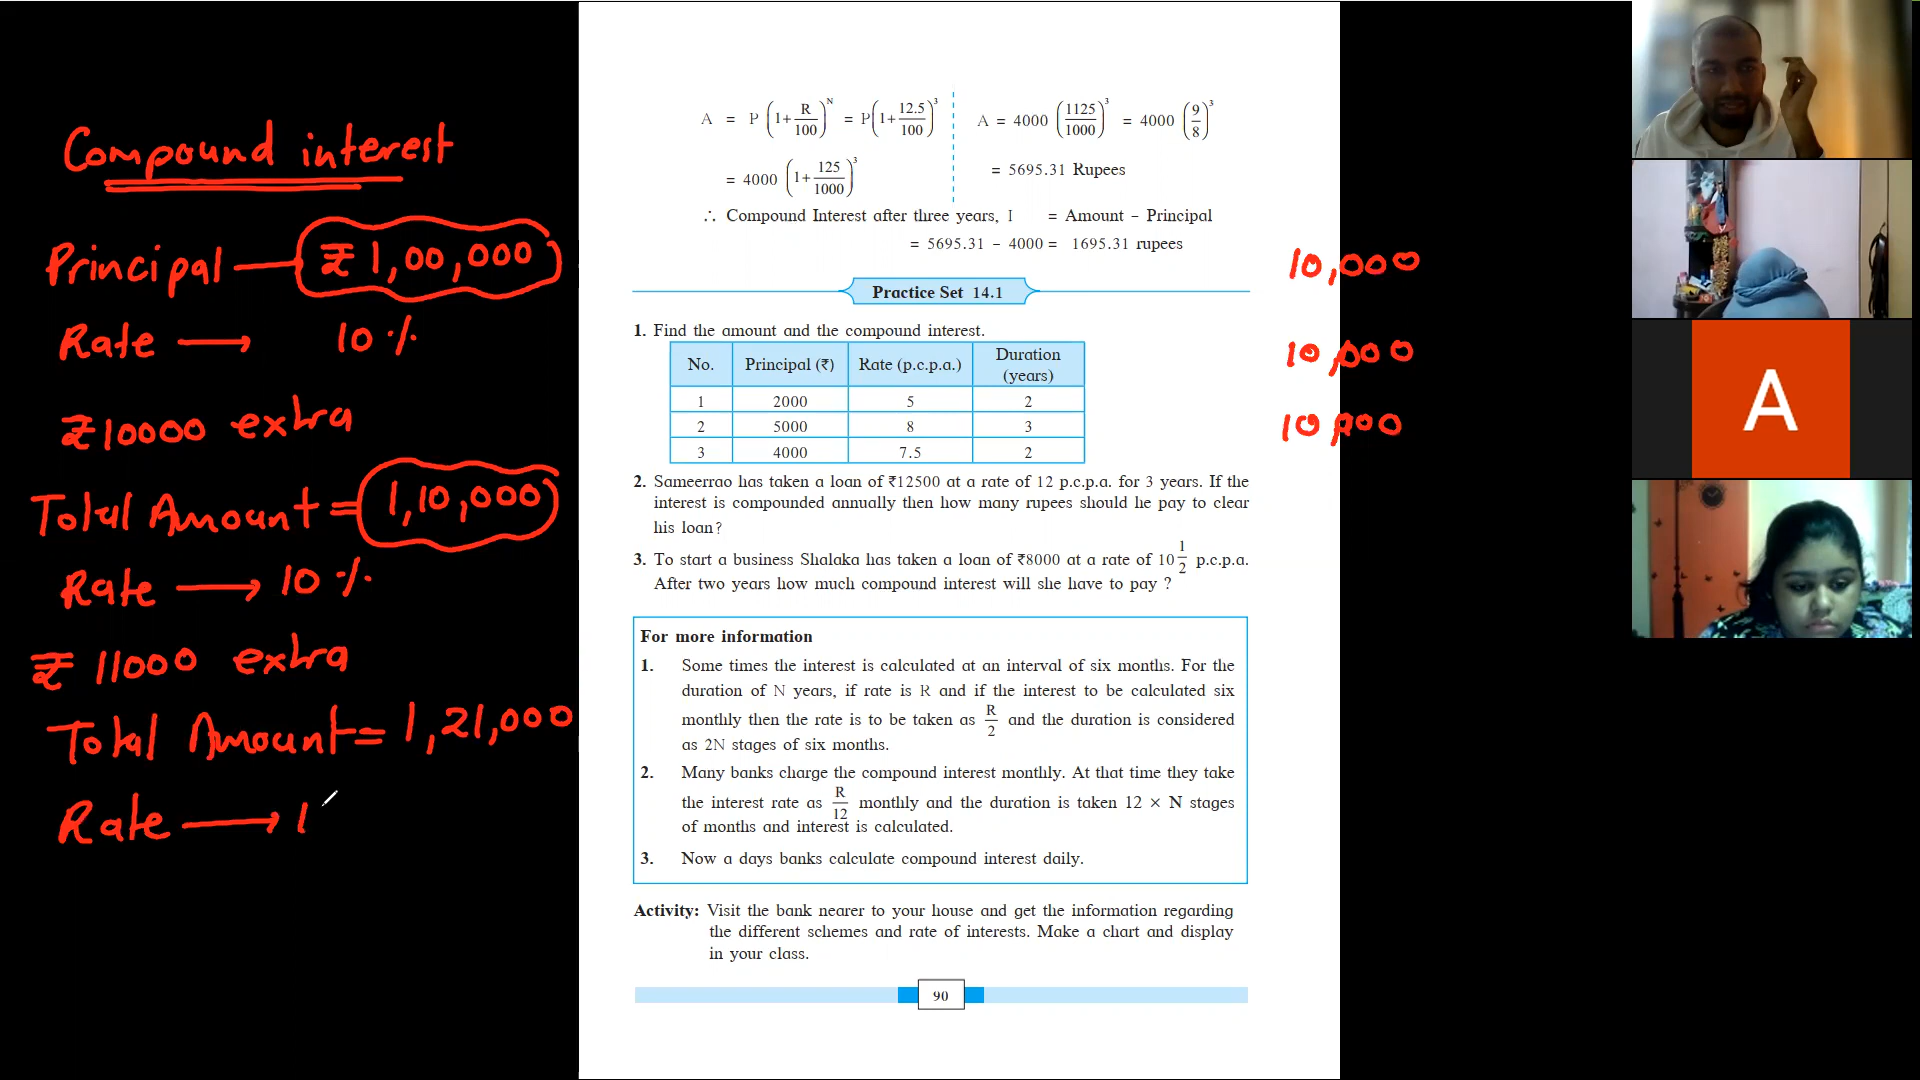 Compound interest
Principal — ₹ 1,00,000
Rate → 10 %
₹10000 extra
Total Amount = 1,10,000
Rate → 10 %
₹ 11000 extra
Total Amount = 1,21,000
Rate → 1
A = P (1+ R/100)^N = P(1+ 12.5/100)^3
= 4000 (1+ 125/1000)^3
A = 4000 (1125/1000)^3 = 4000 (9/8)^3
= 5695.31 Rupees
∴ Compound Interest after three years, I = Amount - Principal
= 5695.31 - 4000 = 1695.31 rupees
Practice Set 14.1
1. Find the amount and the compound interest.
No. Principal (₹) Rate (p.c.p.a.) Duration (years)
1 2000 5 2
2 5000 8 3
3 4000 7.5 2
2. Sameerrao has taken a loan of ₹12500 at a rate of 12 p.c.p.a. for 3 years. If the
interest is compounded annually then how many rupees should he pay to clear
his loan?
3. To start a business Shalaka has taken a loan of ₹8000 at a rate of 10 1/2 p.c.p.a.
After two years how much compound interest will she have to pay ?
For more information
1. Some times the interest is calculated at an interval of six months. For the
duration of N years, if rate is R and if the interest to be calculated six
monthly then the rate is to be taken as R/2 and the duration is considered
as 2N stages of six months.
2. Many banks charge the compound interest monthly. At that time they take
the interest rate as R/12 monthly and the duration is taken 12 × N stages
of months and interest is calculated.
3. Now a days banks calculate compound interest daily.
Activity: Visit the bank nearer to your house and get the information regarding
the different schemes and rate of interests. Make a chart and display
in your class.
90
10,000
10,000
10,000
A